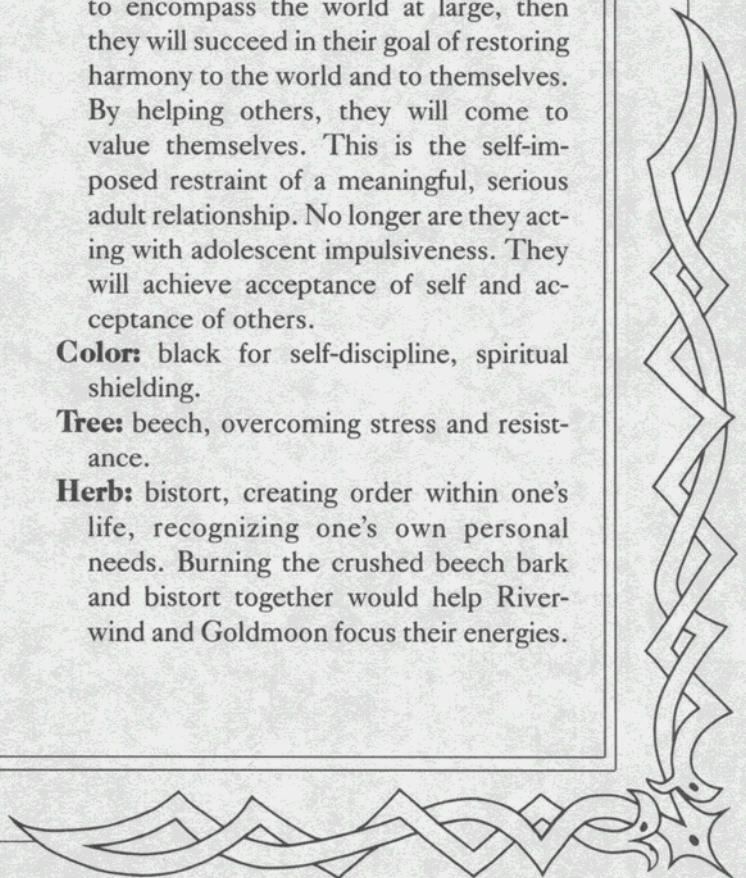 to encompass the world at large, then
they will succeed in their goal of restoring
harmony to the world and to themselves.
By helping others, they will come to
value themselves. This is the self-im-
posed restraint of a meaningful, serious
adult relationship. No longer are they act-
ing with adolescent impulsiveness. They
will achieve acceptance of self and ac-
ceptance of others.
Color: black for self-discipline, spiritual
shielding.
Tree: beech, overcoming stress and resist-
ance.
Herb: bistort, creating order within one's
life, recognizing one's own personal
needs. Burning the crushed beech bark
and bistort together would help River-
wind and Goldmoon focus their energies.